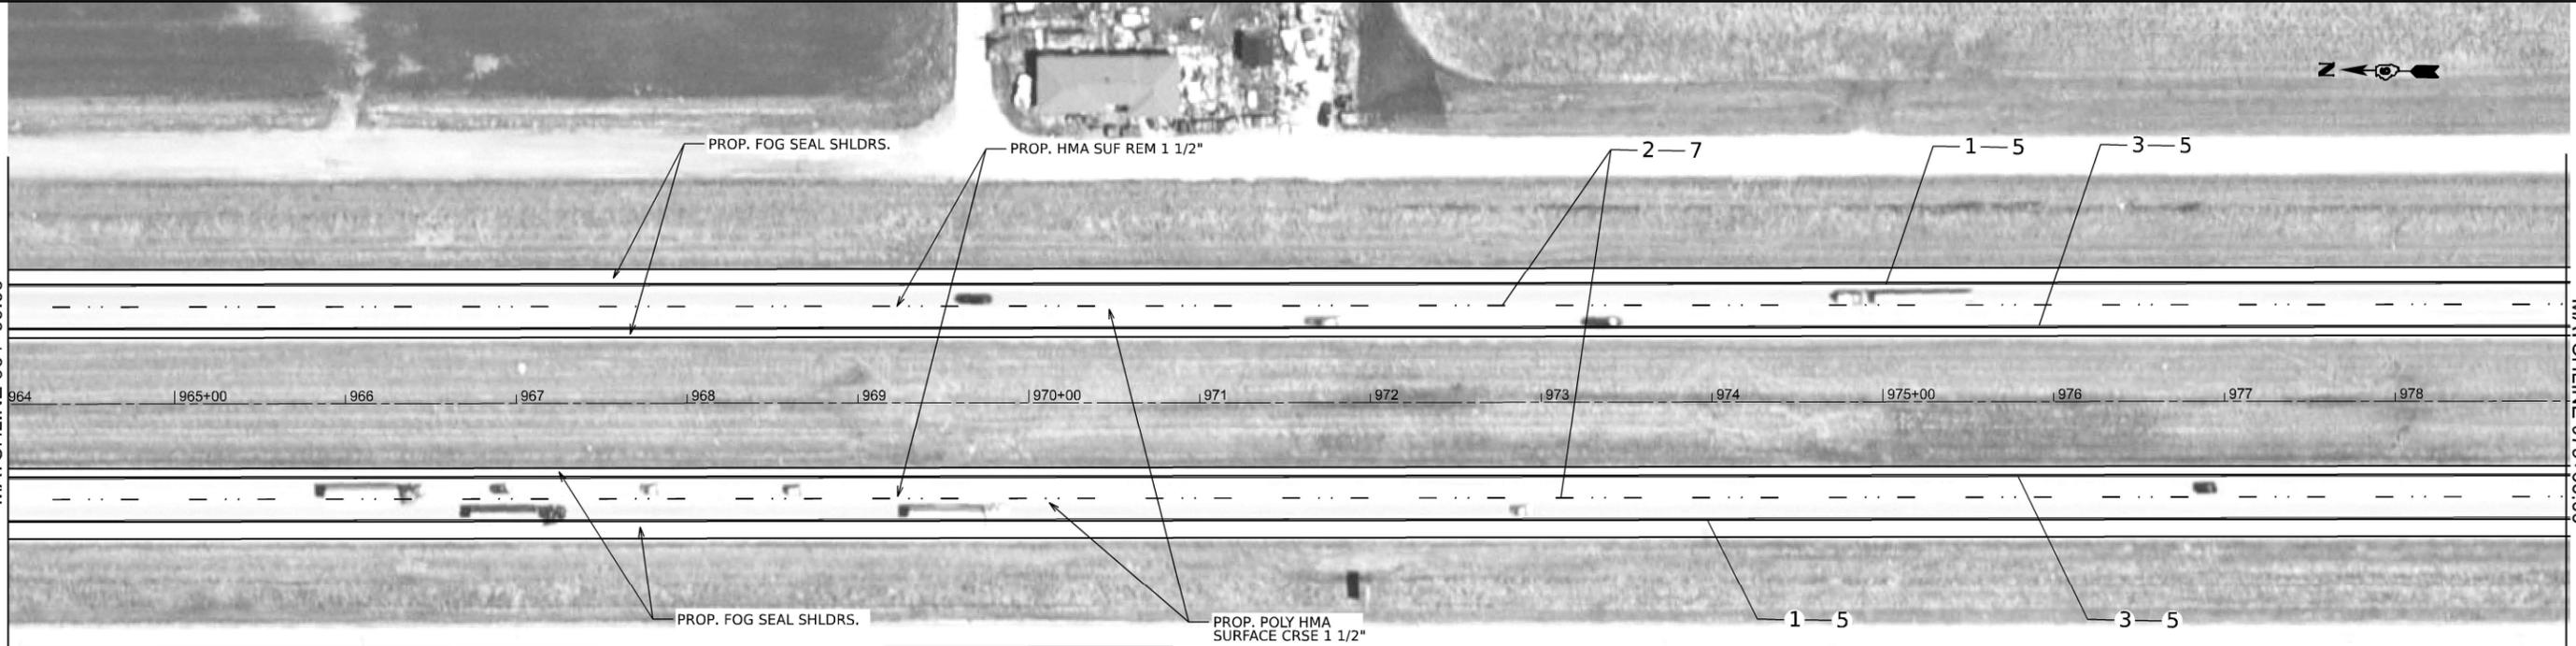 N
PROP. FOG SEAL SHLDRS.
PROP. HMA SUF REM 1 1/2"
2 — 7
1 — 5
3 — 5
964
965+00
966
967
968
969
970+00
971
972
973
974
975+00
976
977
978
PROP. FOG SEAL SHLDRS.
PROP. POLY HMA
SURFACE CRSE 1 1/2"
1 — 5
3 — 5